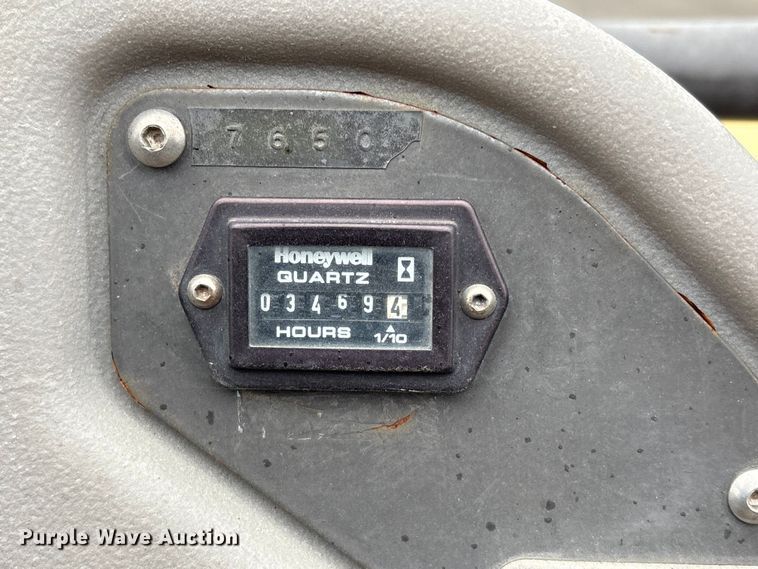 7650
Honeywell
QUARTZ
034694
HOURS 1/10
Purple Wave Auction